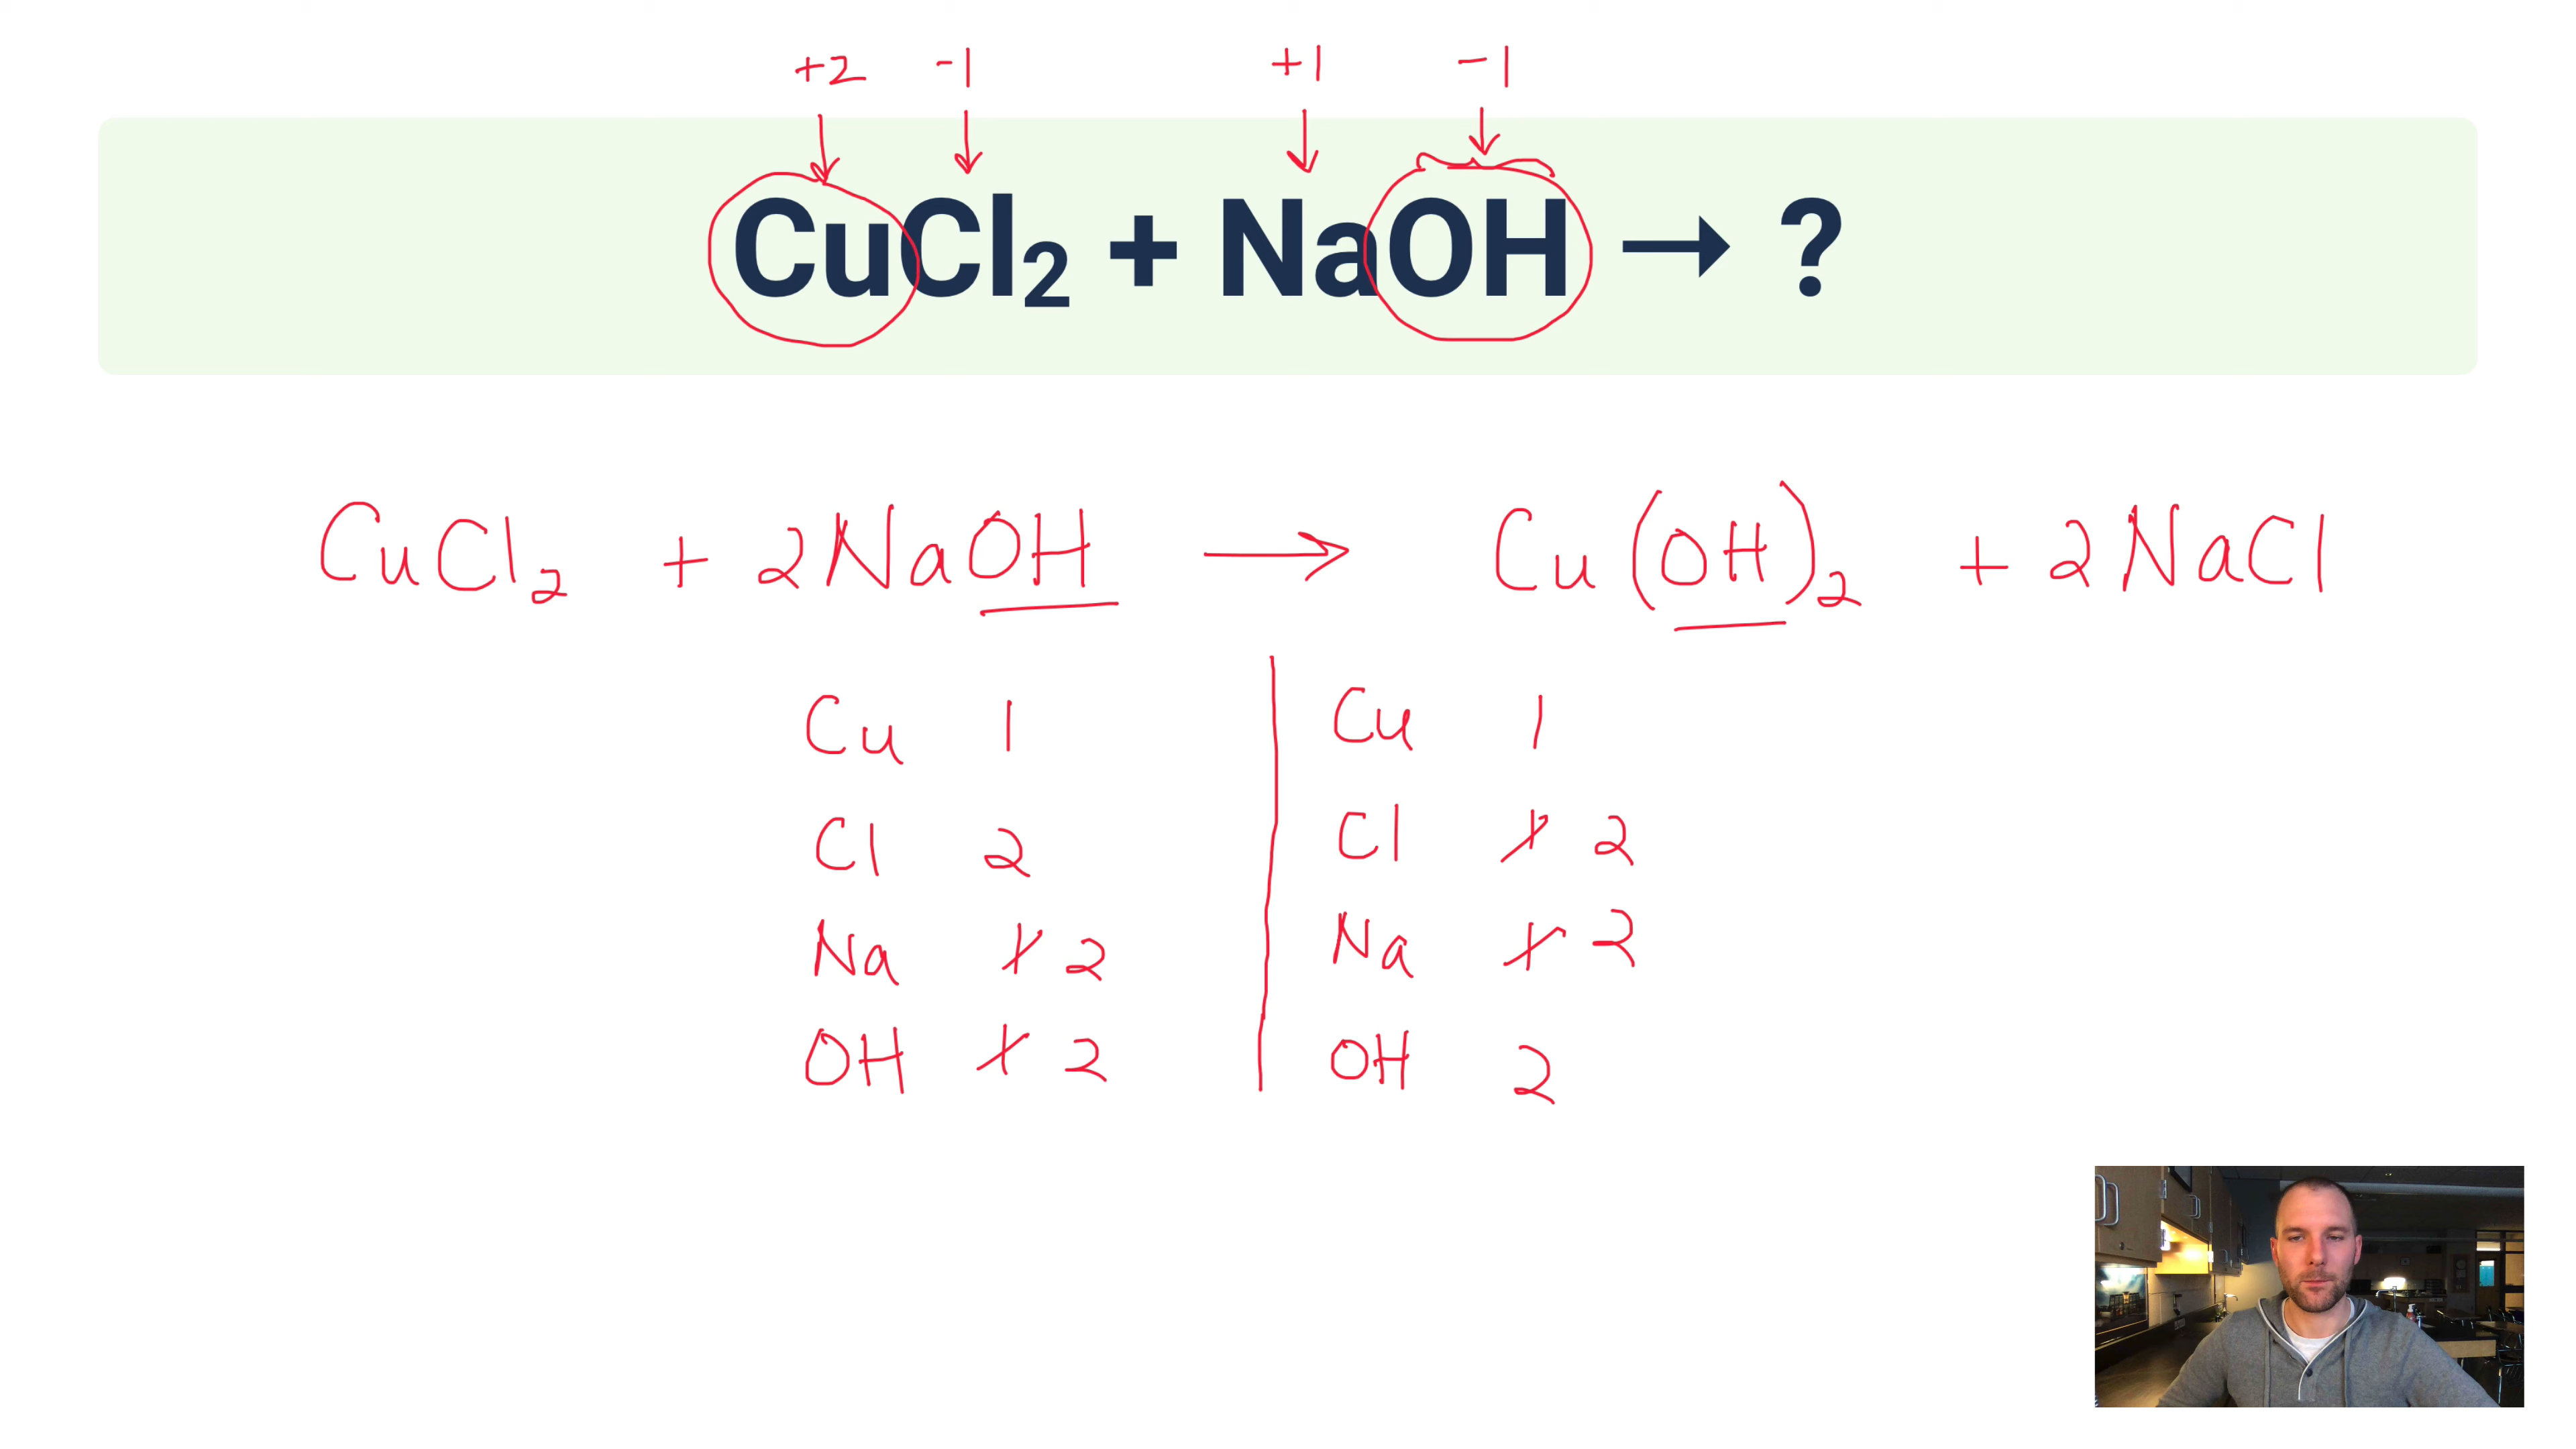 +2 -1 +1 -1
CuCl₂ + NaOH → ?
CuCl₂ + 2NaOH → Cu(OH)₂ + 2NaCl
Cu 1 Cu 1
Cl 2 Cl 1 2
Na 1 2 Na 1 2
OH 1 2 OH 2